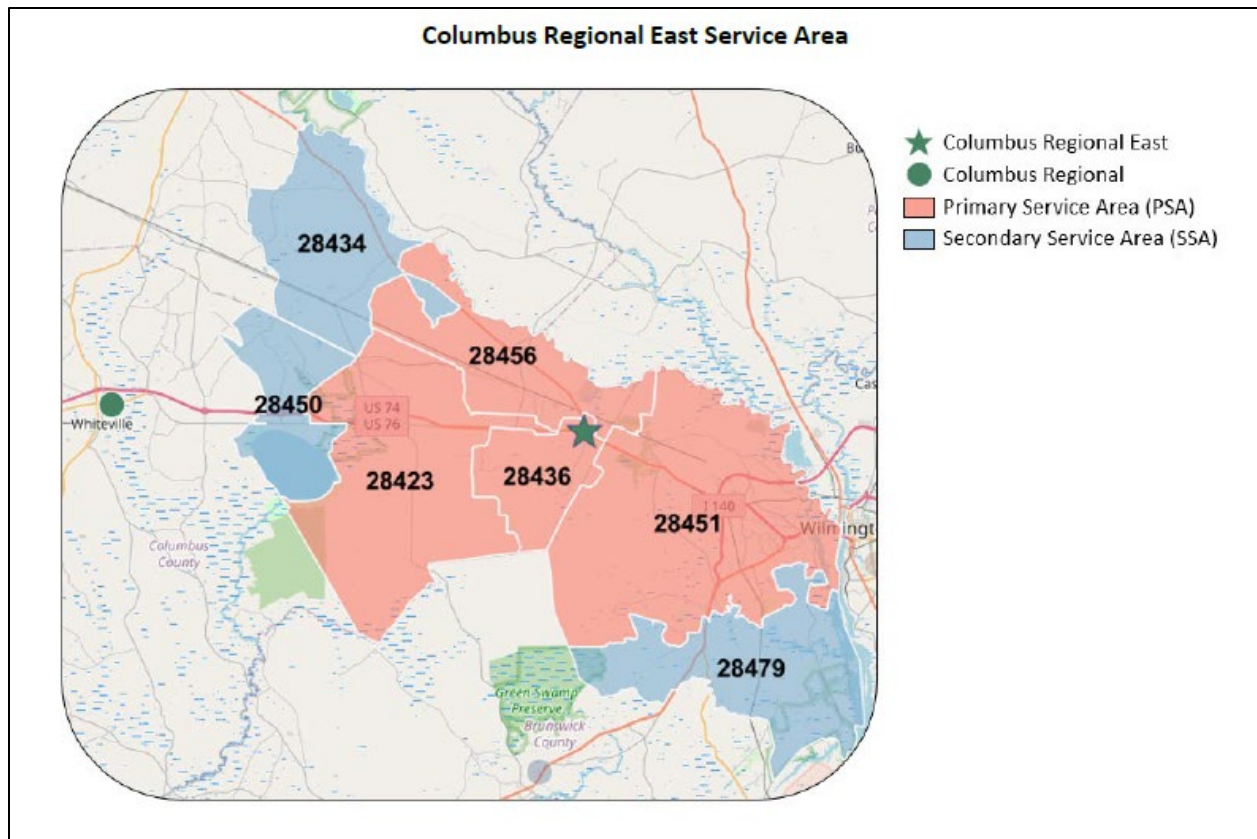 Columbus Regional East Service Area
Columbus Regional East
Columbus Regional
Primary Service Area (PSA)
Secondary Service Area (SSA)
28434
28456
28450
US 74
US 76
Whiteville
28423
28436
28451
I 140
Wilmingt
Columbus
County
28479
Green Swamp
Preserve
Brunswick
County
Cas